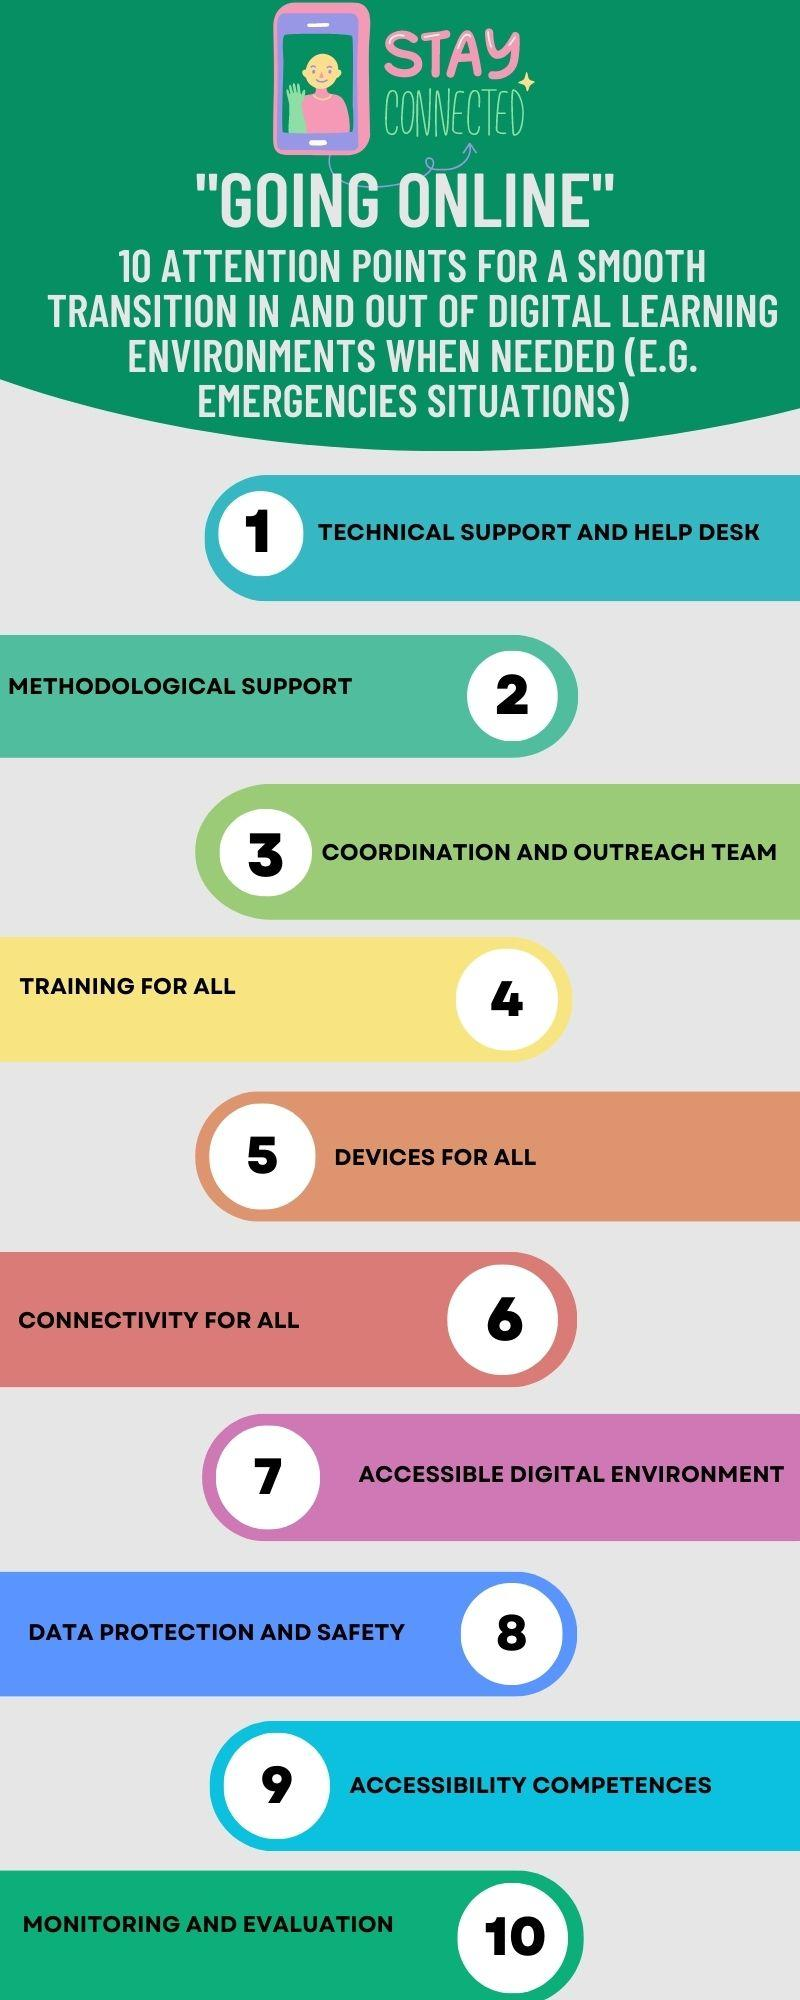 STAY
CONNECTED
"GOING ONLINE"
10 ATTENTION POINTS FOR A SMOOTH
TRANSITION IN AND OUT OF DIGITAL LEARNING
ENVIRONMENTS WHEN NEEDED (E.G.
EMERGENCIES SITUATIONS)
1 TECHNICAL SUPPORT AND HELP DESK
METHODOLOGICAL SUPPORT 2
3 COORDINATION AND OUTREACH TEAM
TRAINING FOR ALL 4
5 DEVICES FOR ALL
CONNECTIVITY FOR ALL 6
7 ACCESSIBLE DIGITAL ENVIRONMENT
DATA PROTECTION AND SAFETY 8
9 ACCESSIBILITY COMPETENCES
MONITORING AND EVALUATION 10